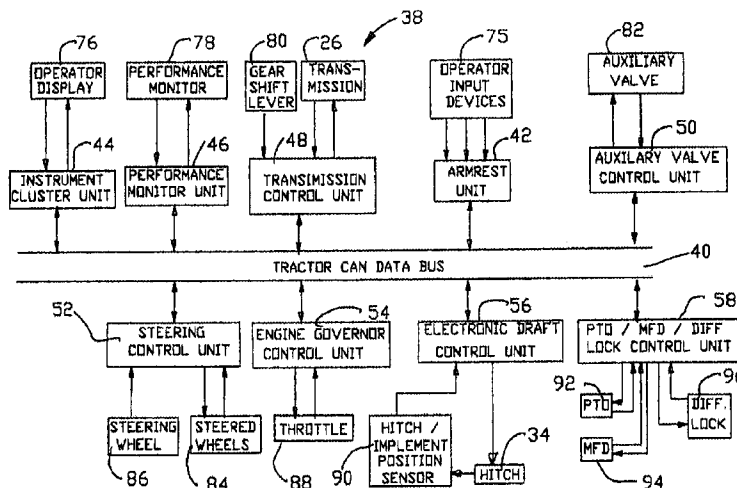 76
78
80
26
38
75
82
OPERATOR
DISPLAY
PERFORMANCE
MONITOR
GEAR
SHIFT
LEVER
TRANS-
MISSION
OPERATOR
INPUT
DEVICES
AUXILIARY
VALVE
44
46
48
42
50
INSTRUMENT
CLUSTER UNIT
PERFORMANCE
MONITOR UNIT
TRANSIMISSION
CONTROL UNIT
ARMREST
UNIT
AUXILARY VALVE
CONTROL UNIT
TRACTOR CAN DATA BUS
40
52
54
56
58
STEERING
CONTROL UNIT
ENGINE GOVERNOR
CONTROL UNIT
ELECTRONIC DRAFT
CONTROL UNIT
PTO / MFD / DIFF
LOCK CONTROL UNIT
STEERING
WHEEL
86
STEERED
WHEELS
84
THROTTLE
88
HITCH /
IMPLEMENT
POSITION
SENSOR
90
34
HITCH
92
PTO
MFD
94
DIFF.
LOCK